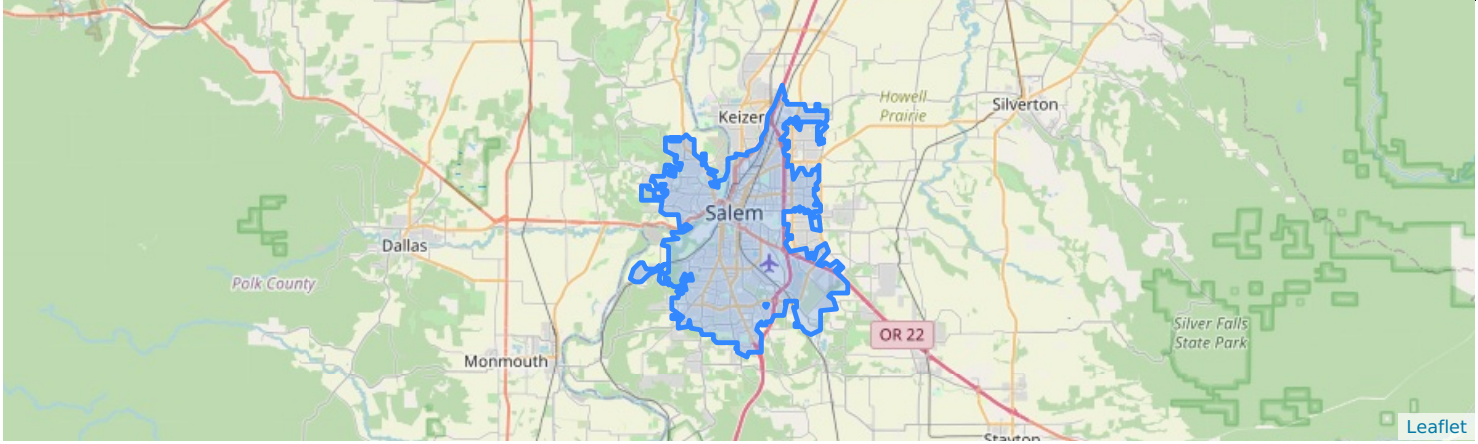 Howell
Prairie
Silverton
Keizer
Salem
Dallas
Polk County
Silver Falls
State Park
OR 22
Monmouth
Stayton
Leaflet